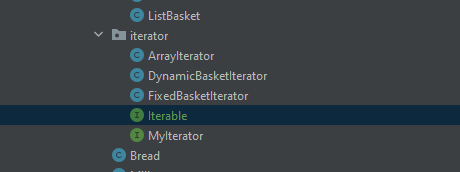 ListBasket
iterator
ArrayIterator
DynamicBasketIterator
FixedBasketIterator
Iterable
MyIterator
Bread